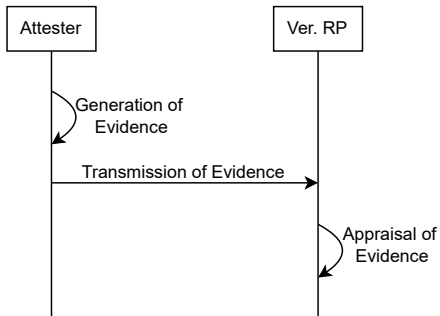 Attester
Ver. RP
Generation of
Evidence
Transmission of Evidence
Appraisal of
Evidence